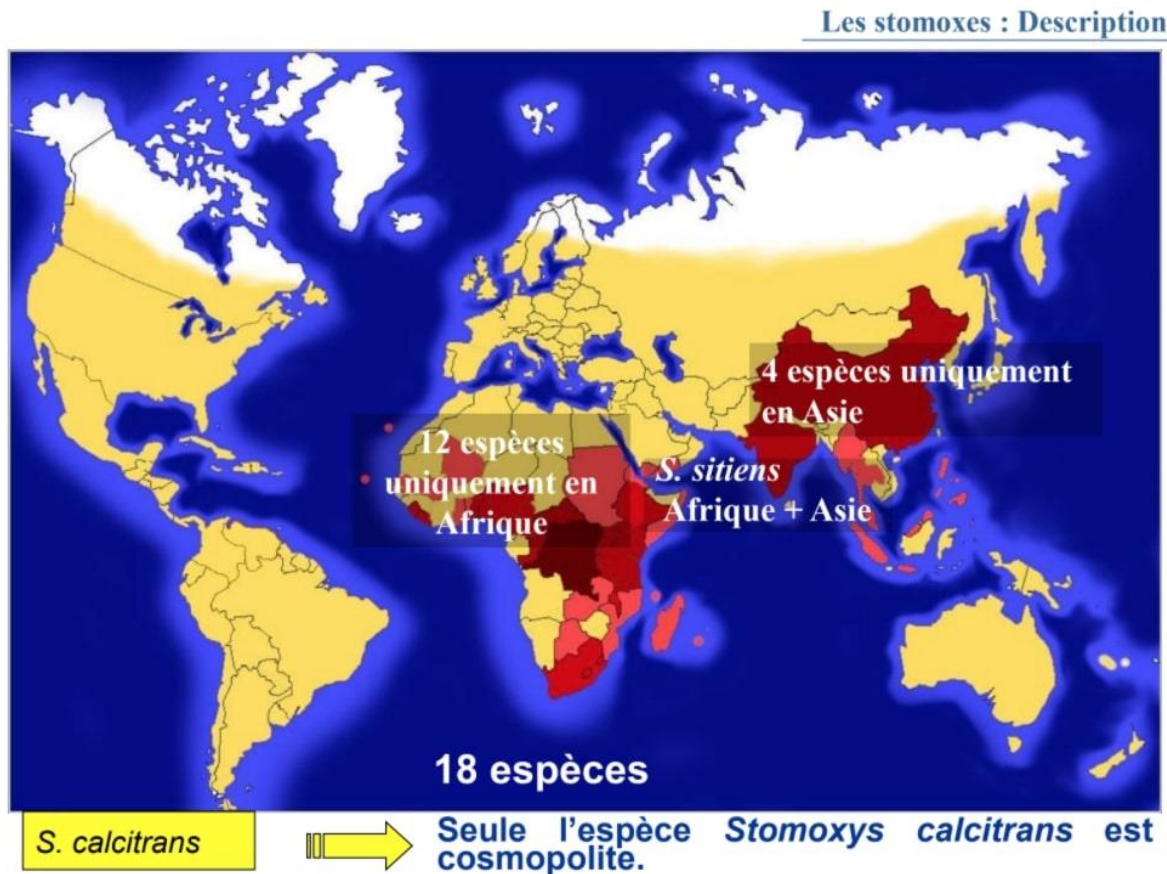 Les stomoxes : Description
4 espèces uniquement
en Asie
12 espèces
uniquement en
Afrique
S. sitiens
Afrique + Asie
18 espèces
S. calcitrans
Seule l’espèce Stomoxys calcitrans est
cosmopolite.